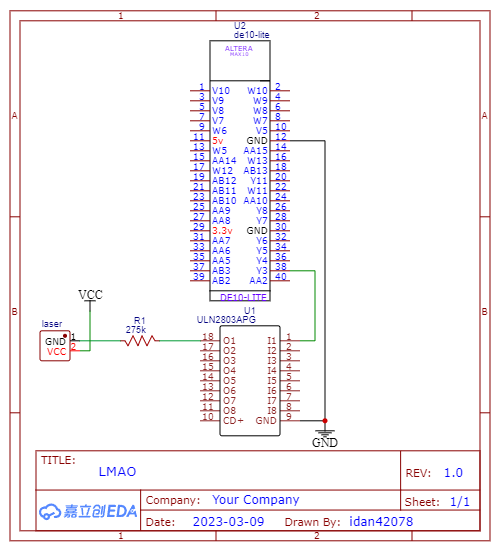 1 2
U2
de10-lite
ALTERA
MAX10
A A
1 V10 W10 2
3 V9 W9 4
5 V8 W8 6
7 V7 W7 8
9 W6 V5 10
11 5v GND 12
13 W5 AA15 14
15 AA14 W13 16
17 W12 AB13 18
19 AB12 Y11 20
21 AB11 W11 22
23 AB10 AA10 24
25 AA9 Y8 26
27 AA8 Y7 28
29 3.3v GND 30
31 AA7 Y6 32
33 AA6 Y5 34
35 AA5 Y4 36
37 AB3 Y3 38
39 AB2 AA2 40
DE10-LITE
B B
VCC
U1
ULN2803APG
laser
R1
275k
GND 1
VCC 2
18 O1 I1 1
17 O2 I2 2
16 O3 I3 3
15 O4 I4 4
14 O5 I5 5
13 O6 I6 6
12 O7 I7 7
11 O8 I8 8
10 CD+ GND 9
GND
TITLE:
LMAO
REV: 1.0
嘉立创EDA
Company: Your Company
Sheet: 1/1
Date: 2023-03-09 Drawn By: idan42078
1 2